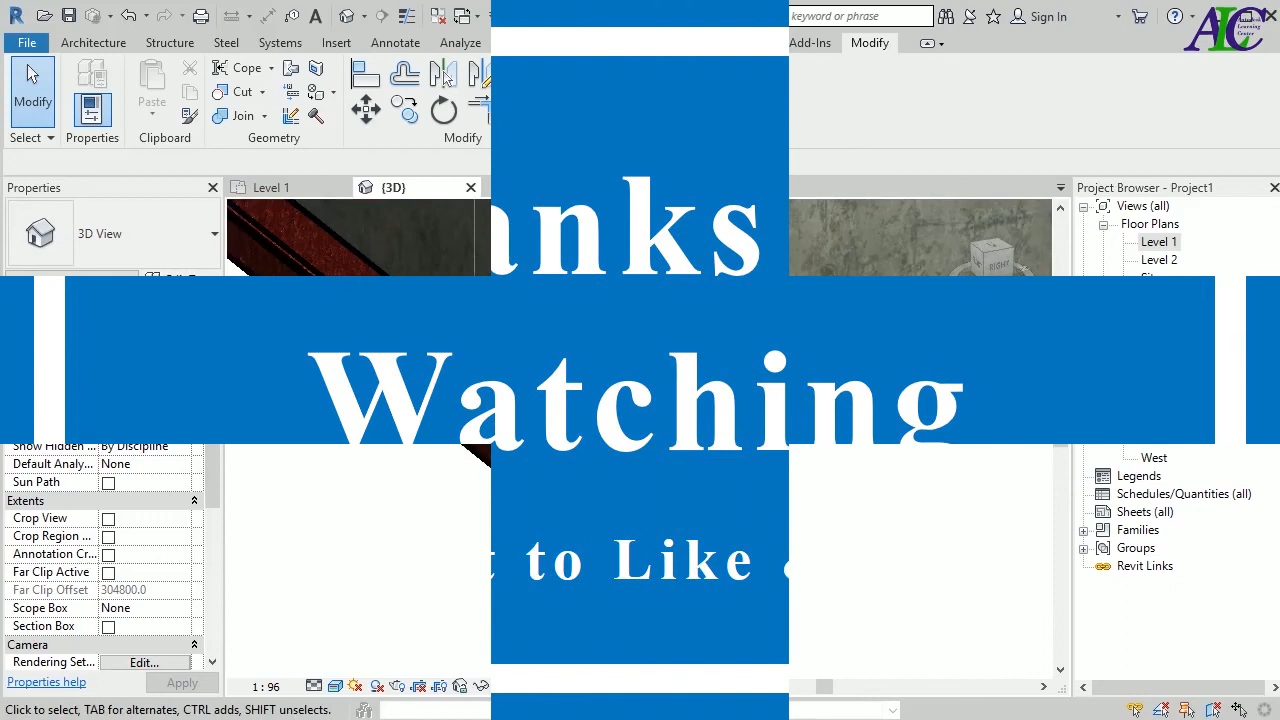 keyword or phrase
Sign In
ALC
Learning
Center
File
Architecture
Structure
Steel
Systems
Insert
Annotate
Analyze
Add-Ins
Modify
Modify
Paste
Cope
Cut
Join
Select
Properties
Clipboard
Geometry
Modify
Properties
Level 1
{3D}
Project Browser - Project1
3D View
Views (all)
Floor Plans
Level 1
Level 2
RIGHT
anks
Watching
t to Like
By Discipline
Default Analy... None
Sun Path
Extents
Crop View
Crop Region ...
Annotation Cr...
Far Clip Active
Far Clip Offset 304800.0
Scope Box None
Section Box
Camera
Rendering Set... Edit...
Properties help
Apply
West
Legends
Schedules/Quantities (all)
Sheets (all)
Families
Groups
Revit Links
1 : 96
Click to select, TAB for alternates, CTRL adds, SHIFT unselects.